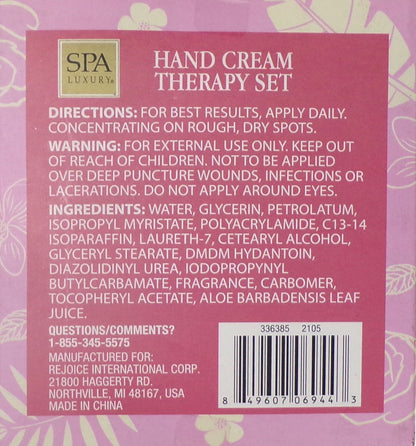 SPA
LUXURY®
HAND CREAM
THERAPY SET
DIRECTIONS: FOR BEST RESULTS, APPLY DAILY.
CONCENTRATING ON ROUGH, DRY SPOTS.
WARNING: FOR EXTERNAL USE ONLY. KEEP OUT
OF REACH OF CHILDREN. NOT TO BE APPLIED
OVER DEEP PUNCTURE WOUNDS, INFECTIONS OR
LACERATIONS. DO NOT APPLY AROUND EYES.
INGREDIENTS: WATER, GLYCERIN, PETROLATUM,
ISOPROPYL MYRISTATE, POLYACRYLAMIDE, C13-14
ISOPARAFFIN, LAURETH-7, CETEARYL ALCOHOL,
GLYCERYL STEARATE, DMDM HYDANTOIN,
DIAZOLIDINYL UREA, IODOPROPYNYL
BUTYLCARBAMATE, FRAGRANCE, CARBOMER,
TOCOPHERYL ACETATE, ALOE BARBADENSIS LEAF
JUICE.
QUESTIONS/COMMENTS?
1-855-345-5575
MANUFACTURED FOR:
REJOICE INTERNATIONAL CORP.
21800 HAGGERTY RD.
NORTHVILLE, MI 48167, USA
MADE IN CHINA
336385 2105
8 49607 06944 3